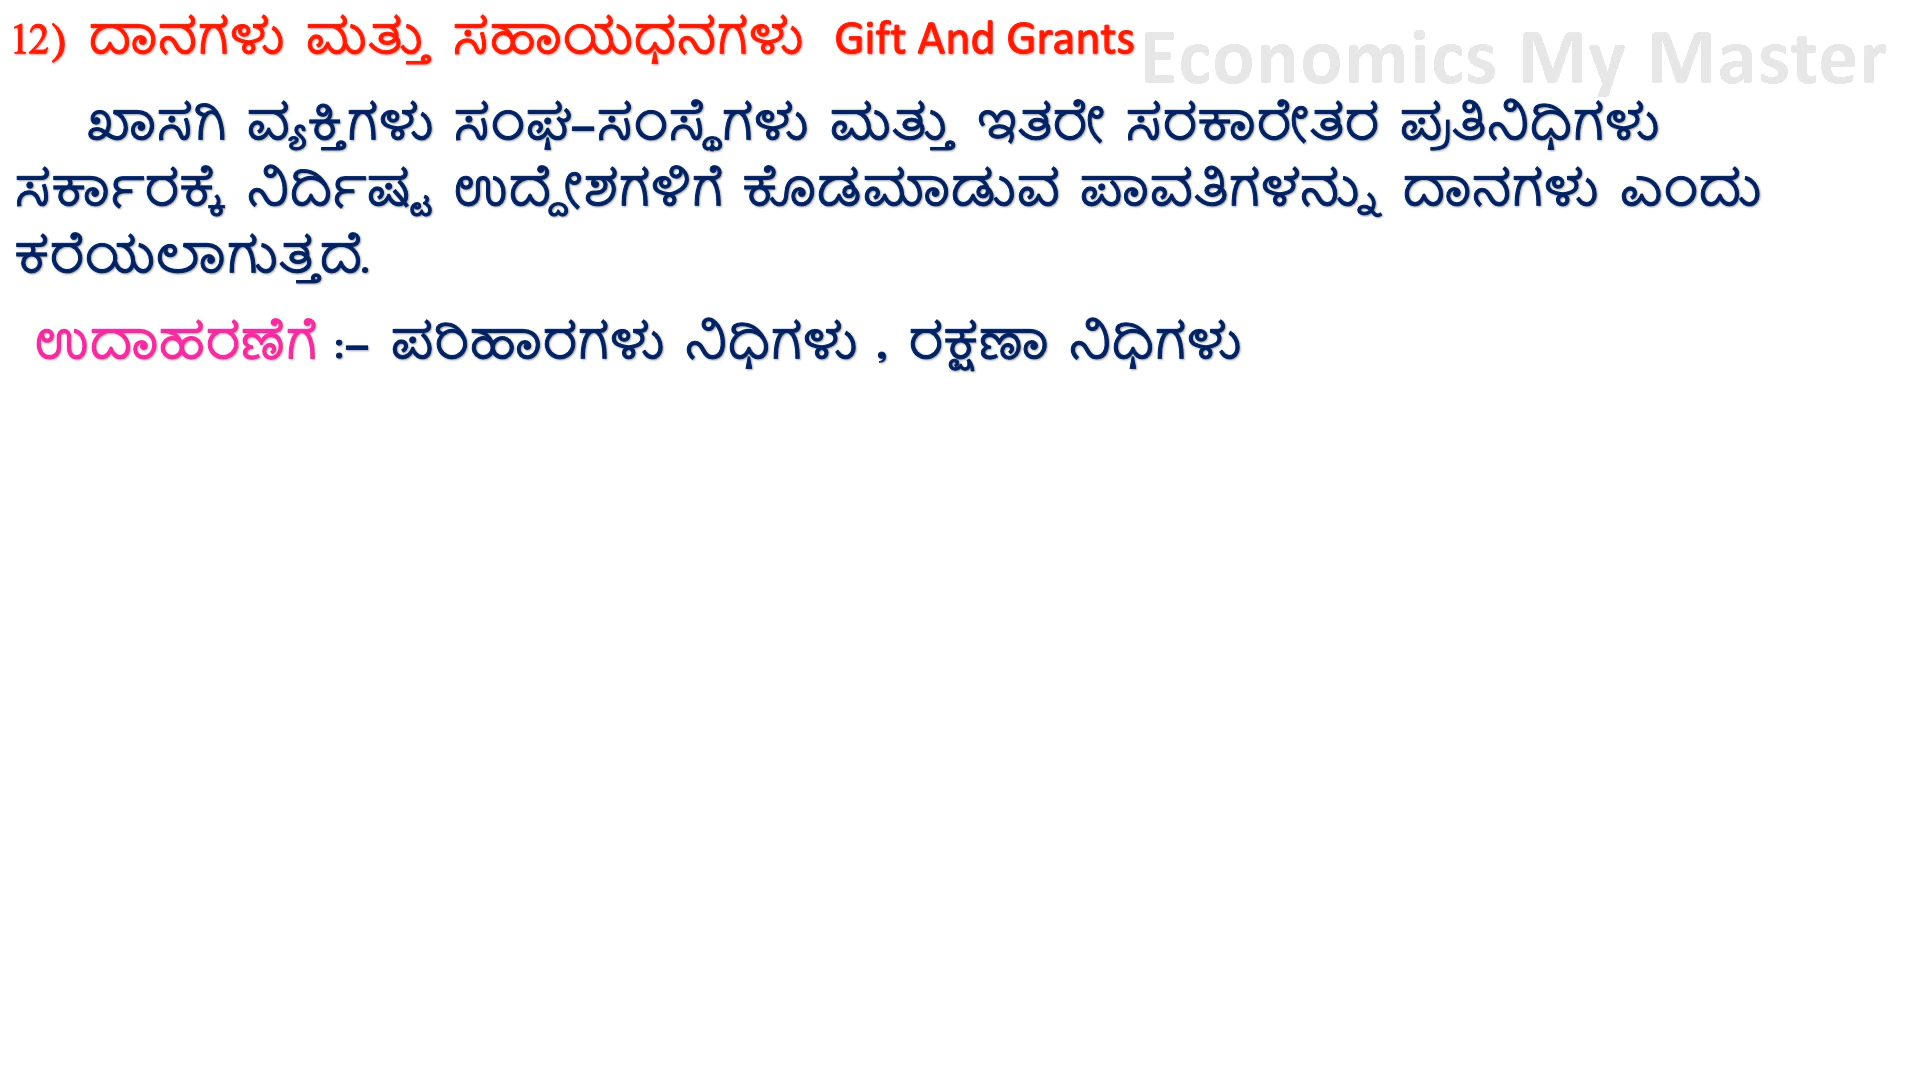 12) ದಾನಗಳು ಮತ್ತು ಸಹಾಯಧನಗಳು Gift And Grants
Economics My Master
ಖಾಸಗಿ ವ್ಯಕ್ತಿಗಳು ಸಂಘ–ಸಂಸ್ಥೆಗಳು ಮತ್ತು ಇತರೇ ಸರಕಾರೇತರ ಪ್ರತಿನಿಧಿಗಳು
ಸರ್ಕಾರಕ್ಕೆ ನಿರ್ದಿಷ್ಟ ಉದ್ದೇಶಗಳಿಗೆ ಕೊಡಮಾಡುವ ಪಾವತಿಗಳನ್ನು ದಾನಗಳು ಎಂದು
ಕರೆಯಲಾಗುತ್ತದೆ.
ಉದಾಹರಣೆಗೆ :– ಪರಿಹಾರಗಳು ನಿಧಿಗಳು , ರಕ್ಷಣಾ ನಿಧಿಗಳು